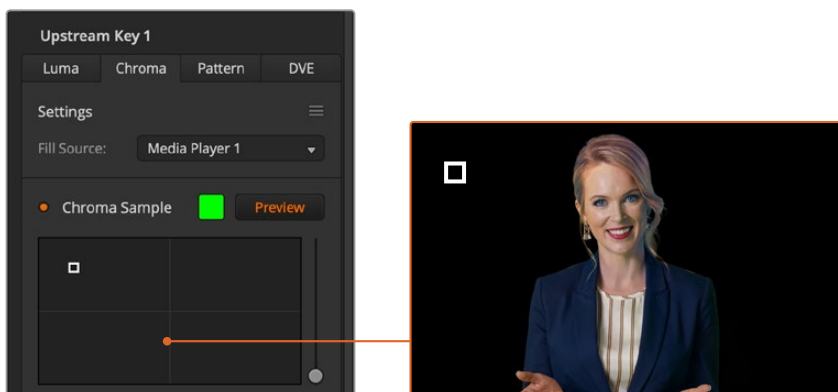 Upstream Key 1
Luma Chroma Pattern DVE
Settings
Fill Source: Media Player 1
Chroma Sample Preview